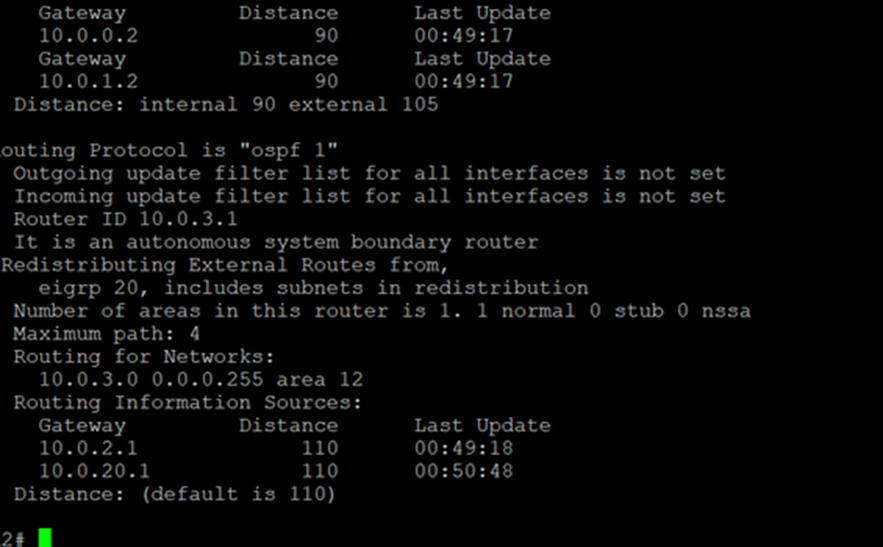 Gateway Distance Last Update
10.0.0.2 90 00:49:17
Gateway Distance Last Update
10.0.1.2 90 00:49:17
Distance: internal 90 external 105
outing Protocol is "ospf 1"
Outgoing update filter list for all interfaces is not set
Incoming update filter list for all interfaces is not set
Router ID 10.0.3.1
It is an autonomous system boundary router
Redistributing External Routes from,
eigrp 20, includes subnets in redistribution
Number of areas in this router is 1. 1 normal 0 stub 0 nssa
Maximum path: 4
Routing for Networks:
10.0.3.0 0.0.0.255 area 12
Routing Information Sources:
Gateway Distance Last Update
10.0.2.1 110 00:49:18
10.0.20.1 110 00:50:48
Distance: (default is 110)
2#